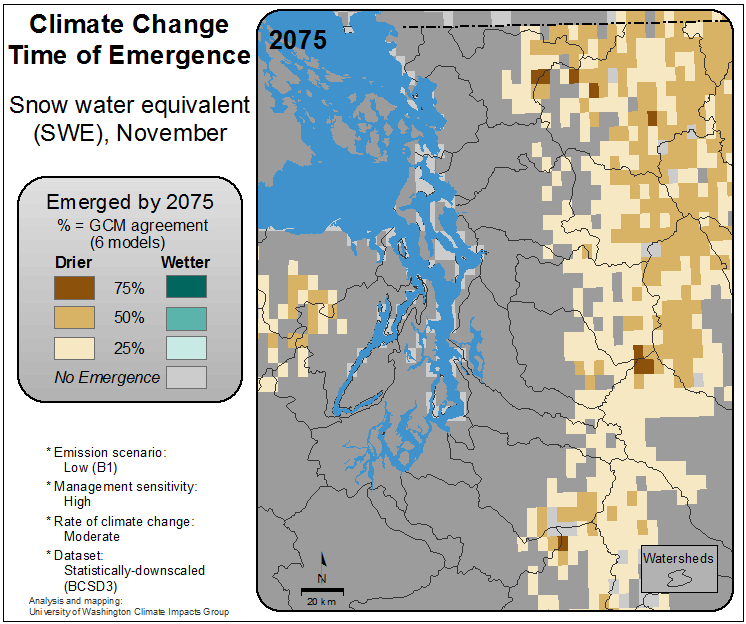 Climate Change
Time of Emergence
Snow water equivalent
(SWE), November
Emerged by 2075
% = GCM agreement
(6 models)
Drier Wetter
75%
50%
25%
No Emergence
* Emission scenario:
Low (B1)
* Management sensitivity:
High
* Rate of climate change:
Moderate
* Dataset:
Statistically-downscaled
(BCSD3)
Analysis and mapping:
University of Washington Climate Impacts Group
2075
N
20 km
Watersheds